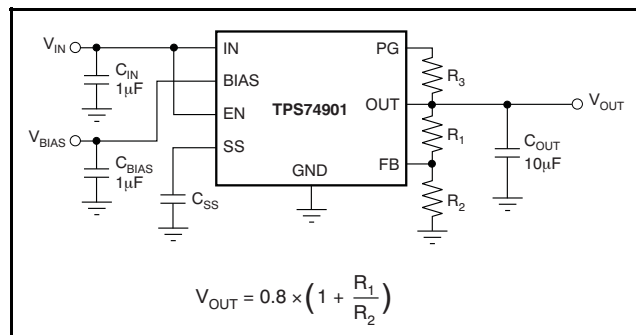 V_IN
IN
PG
C_IN
1μF
BIAS
R_3
EN
TPS74901
OUT
V_OUT
V_BIAS
R_1
C_OUT
10μF
C_BIAS
1μF
SS
FB
C_SS
GND
R_2
V_OUT = 0.8 × (1 + R_1/R_2)